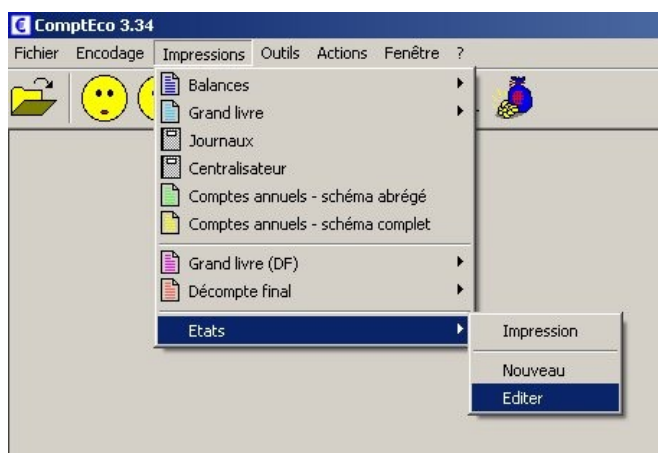 ComptEco 3.34
Fichier Encodage Impressions Outils Actions Fenêtre ?
Balances
Grand livre
Journaux
Centralisateur
Comptes annuels - schéma abrégé
Comptes annuels - schéma complet
Grand livre (DF)
Décompte final
Etats
Impression
Nouveau
Editer